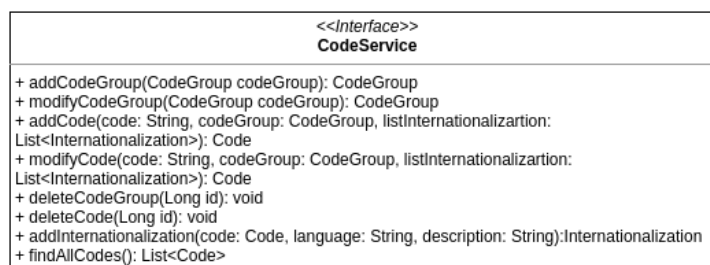 <<Interface>>
CodeService
+ addCodeGroup(CodeGroup codeGroup): CodeGroup
+ modifyCodeGroup(CodeGroup codeGroup): CodeGroup
+ addCode(code: String, codeGroup: CodeGroup, listInternationalizartion:
List<Internationalization>): Code
+ modifyCode(code: String, codeGroup: CodeGroup, listInternationalizartion:
List<Internationalization>): Code
+ deleteCodeGroup(Long id): void
+ deleteCode(Long id): void
+ addInternationalization(code: Code, language: String, description: String):Internationalization
+ findAllCodes(): List<Code>